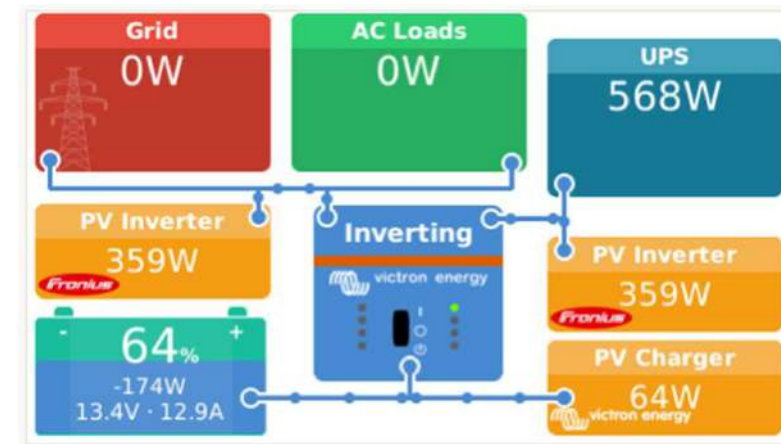 Grid
0W
AC Loads
0W
UPS
568W
PV Inverter
359W
Fronius
Inverting
victron energy
PV Inverter
359W
Fronius
- 64% +
-174W
13.4V · 12.9A
PV Charger
64W
victron energy